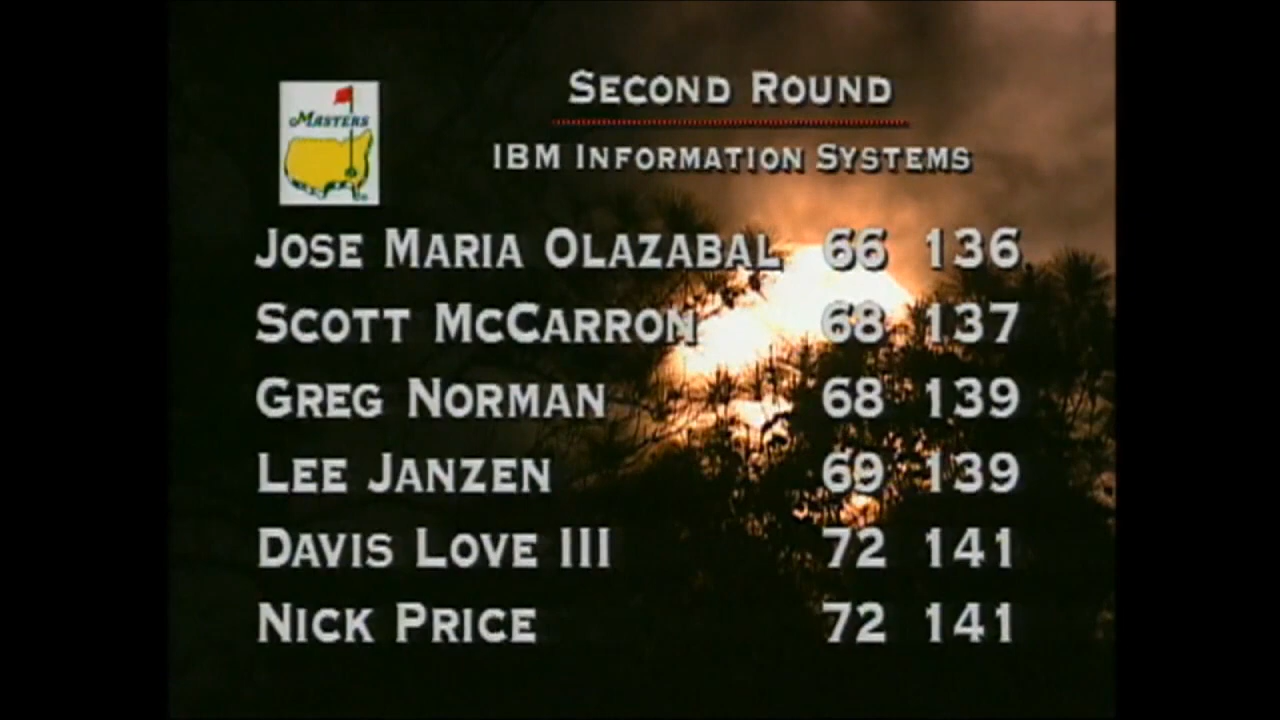 SECOND ROUND
MASTERS
IBM INFORMATION SYSTEMS
JOSE MARIA OLAZABAL 66 136
SCOTT MCCARRON 68 137
GREG NORMAN 68 139
LEE JANZEN 69 139
DAVIS LOVE III 72 141
NICK PRICE 72 141